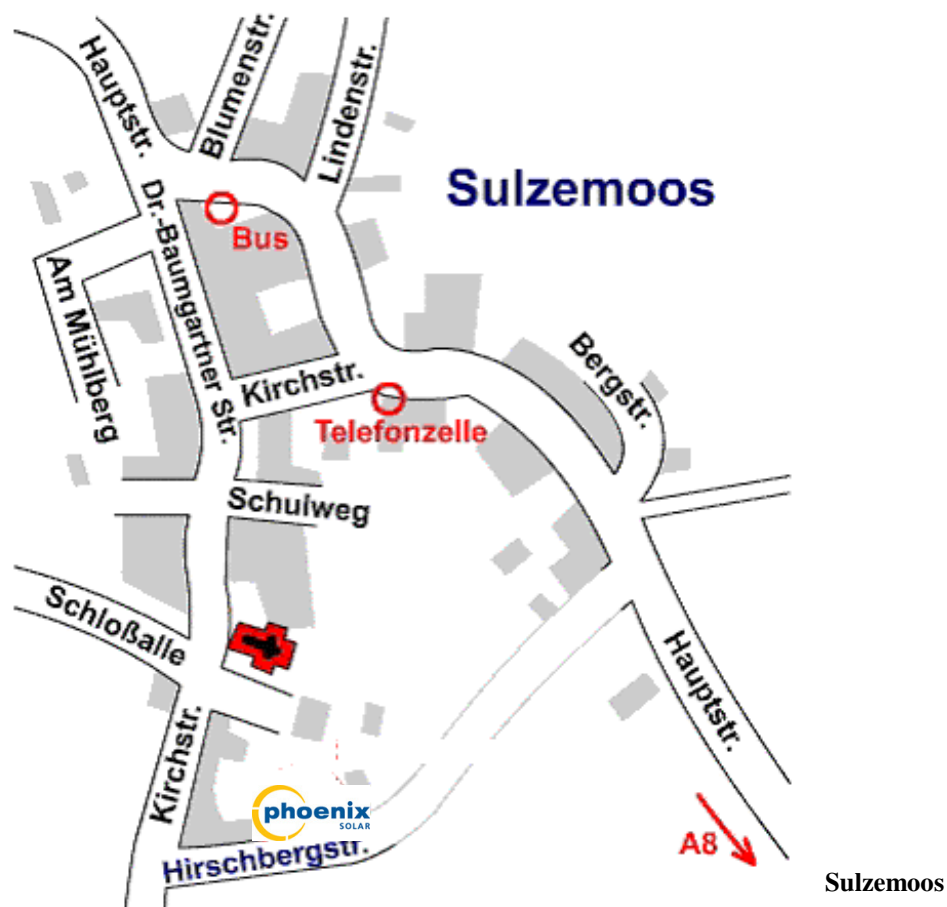 Hauptstr.
Blumenstr.
Lindenstr.
Sulzemoos
Dr.-Baumgartner Str.
Bus
Am Mühlberg
Kirchstr.
Bergstr.
Telefonzelle
Schulweg
Schloßalle
Hauptstr.
Kirchstr.
phoenix
SOLAR
A8
Hirschbergstr.
Sulzemoos